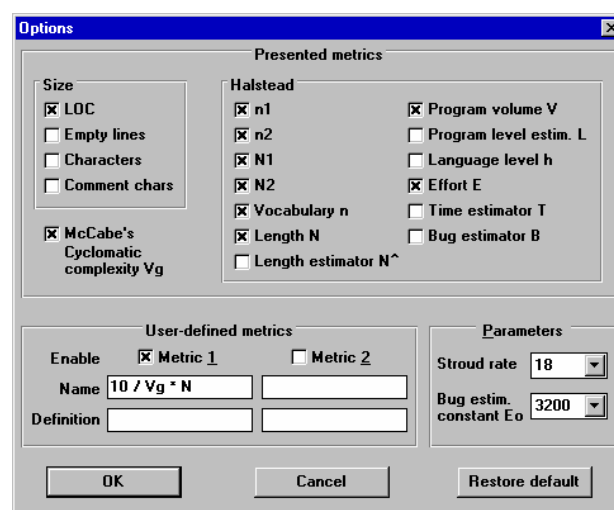 Options
Presented metrics
Size
LOC
Empty lines
Characters
Comment chars
McCabe's
Cyclomatic
complexity Vg
Halstead
n1
n2
N1
N2
Vocabulary n
Length N
Length estimator N^
Program volume V
Program level estim. L
Language level h
Effort E
Time estimator T
Bug estimator B
User-defined metrics
Enable Metric 1 Metric 2
Name 10 / Vg * N
Definition
Parameters
Stroud rate 18
Bug estim.
constant Eo 3200
OK Cancel Restore default